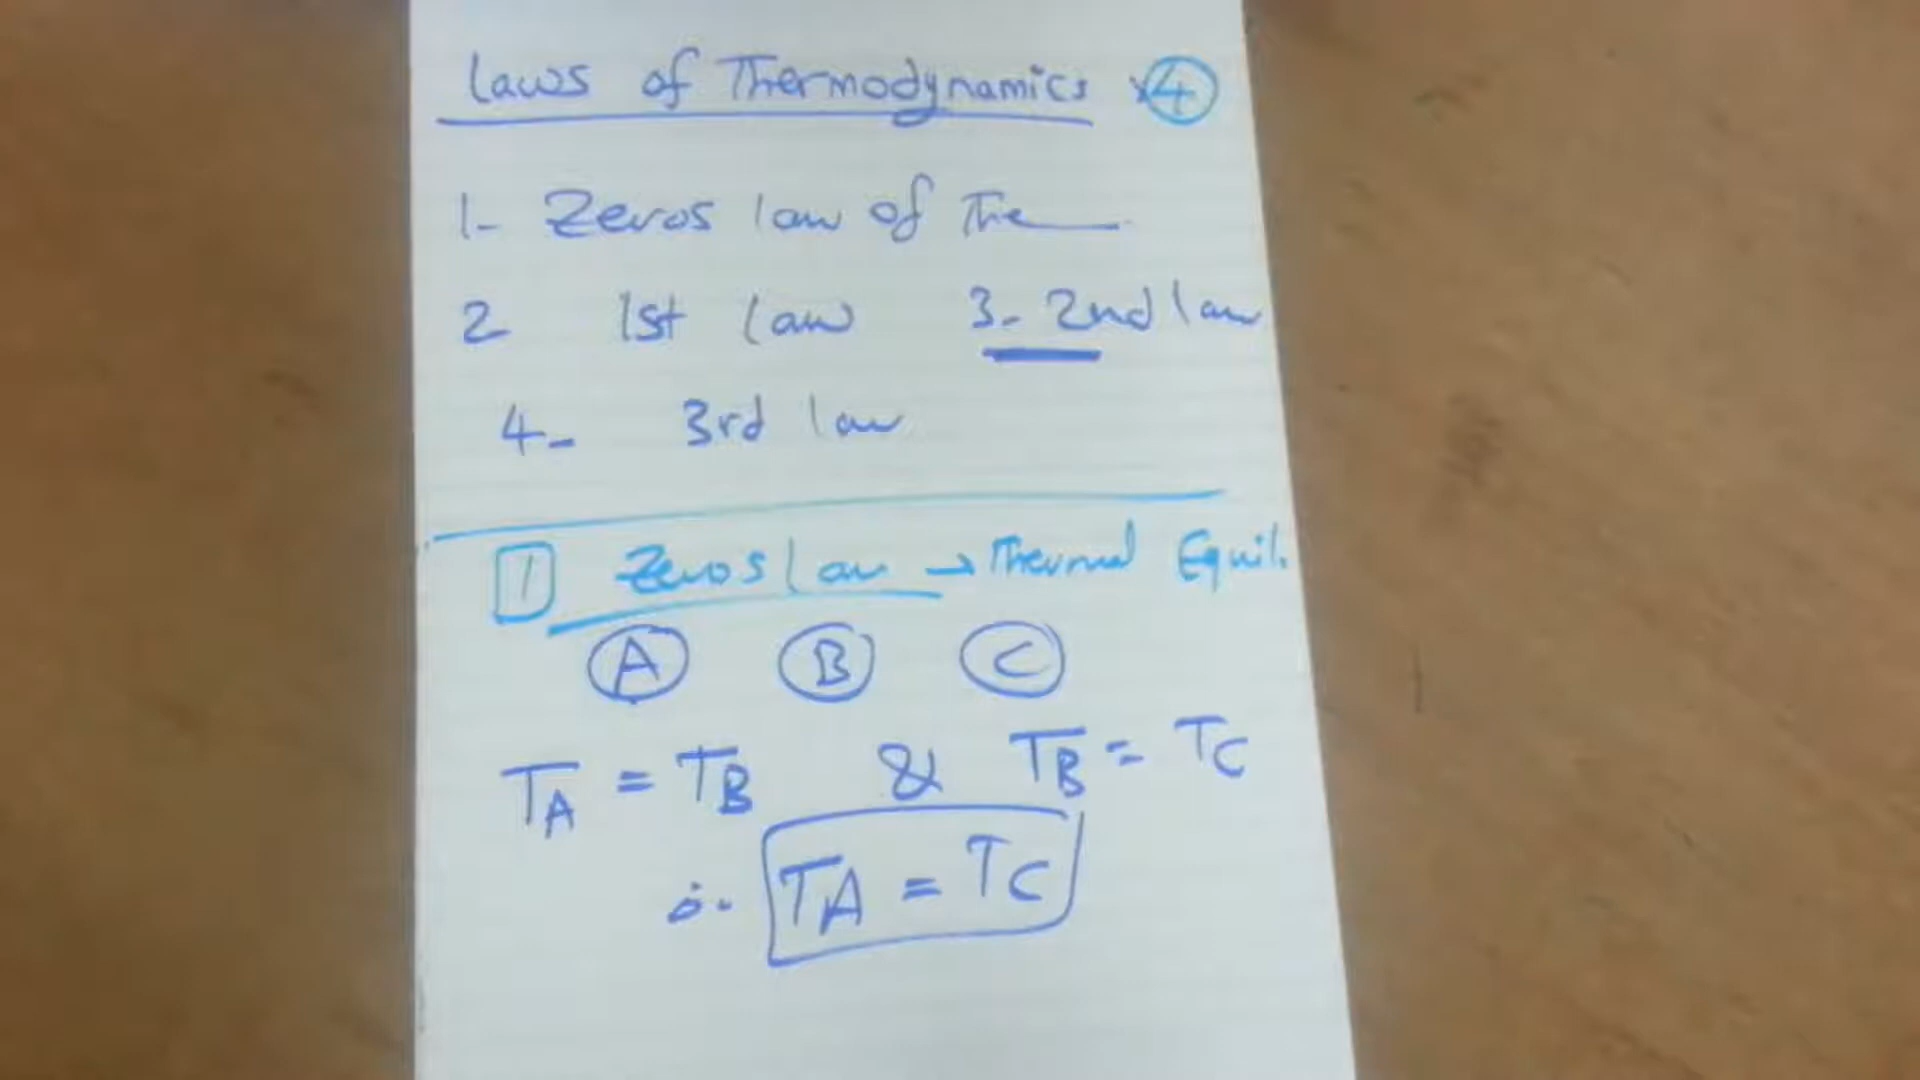 Laws of Thermodynamics 4
1- Zeros law of The
2 1st law 3- 2nd law
4- 3rd law
1 Zeros law → Thermal Equil.
A B C
TA = TB & TB = TC
∴ TA = TC